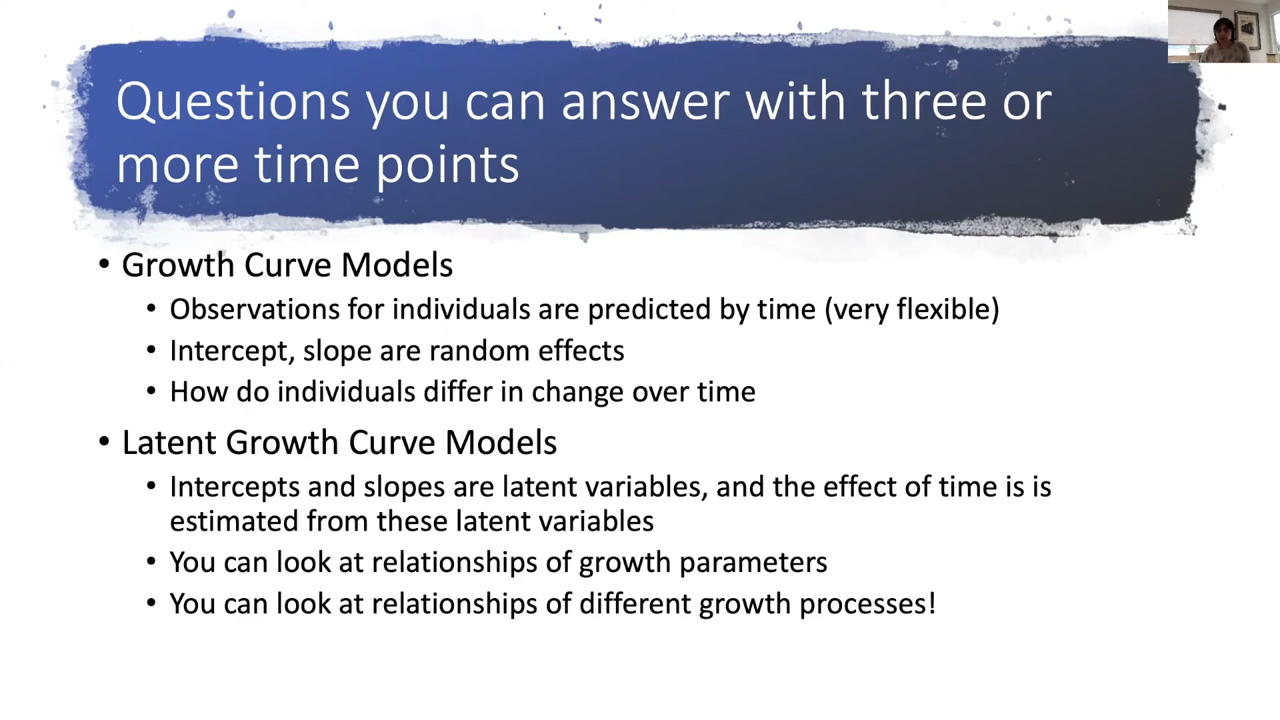 Questions you can answer with three or
more time points
• Growth Curve Models
• Observations for individuals are predicted by time (very flexible)
• Intercept, slope are random effects
• How do individuals differ in change over time
• Latent Growth Curve Models
• Intercepts and slopes are latent variables, and the effect of time is is
estimated from these latent variables
• You can look at relationships of growth parameters
• You can look at relationships of different growth processes!